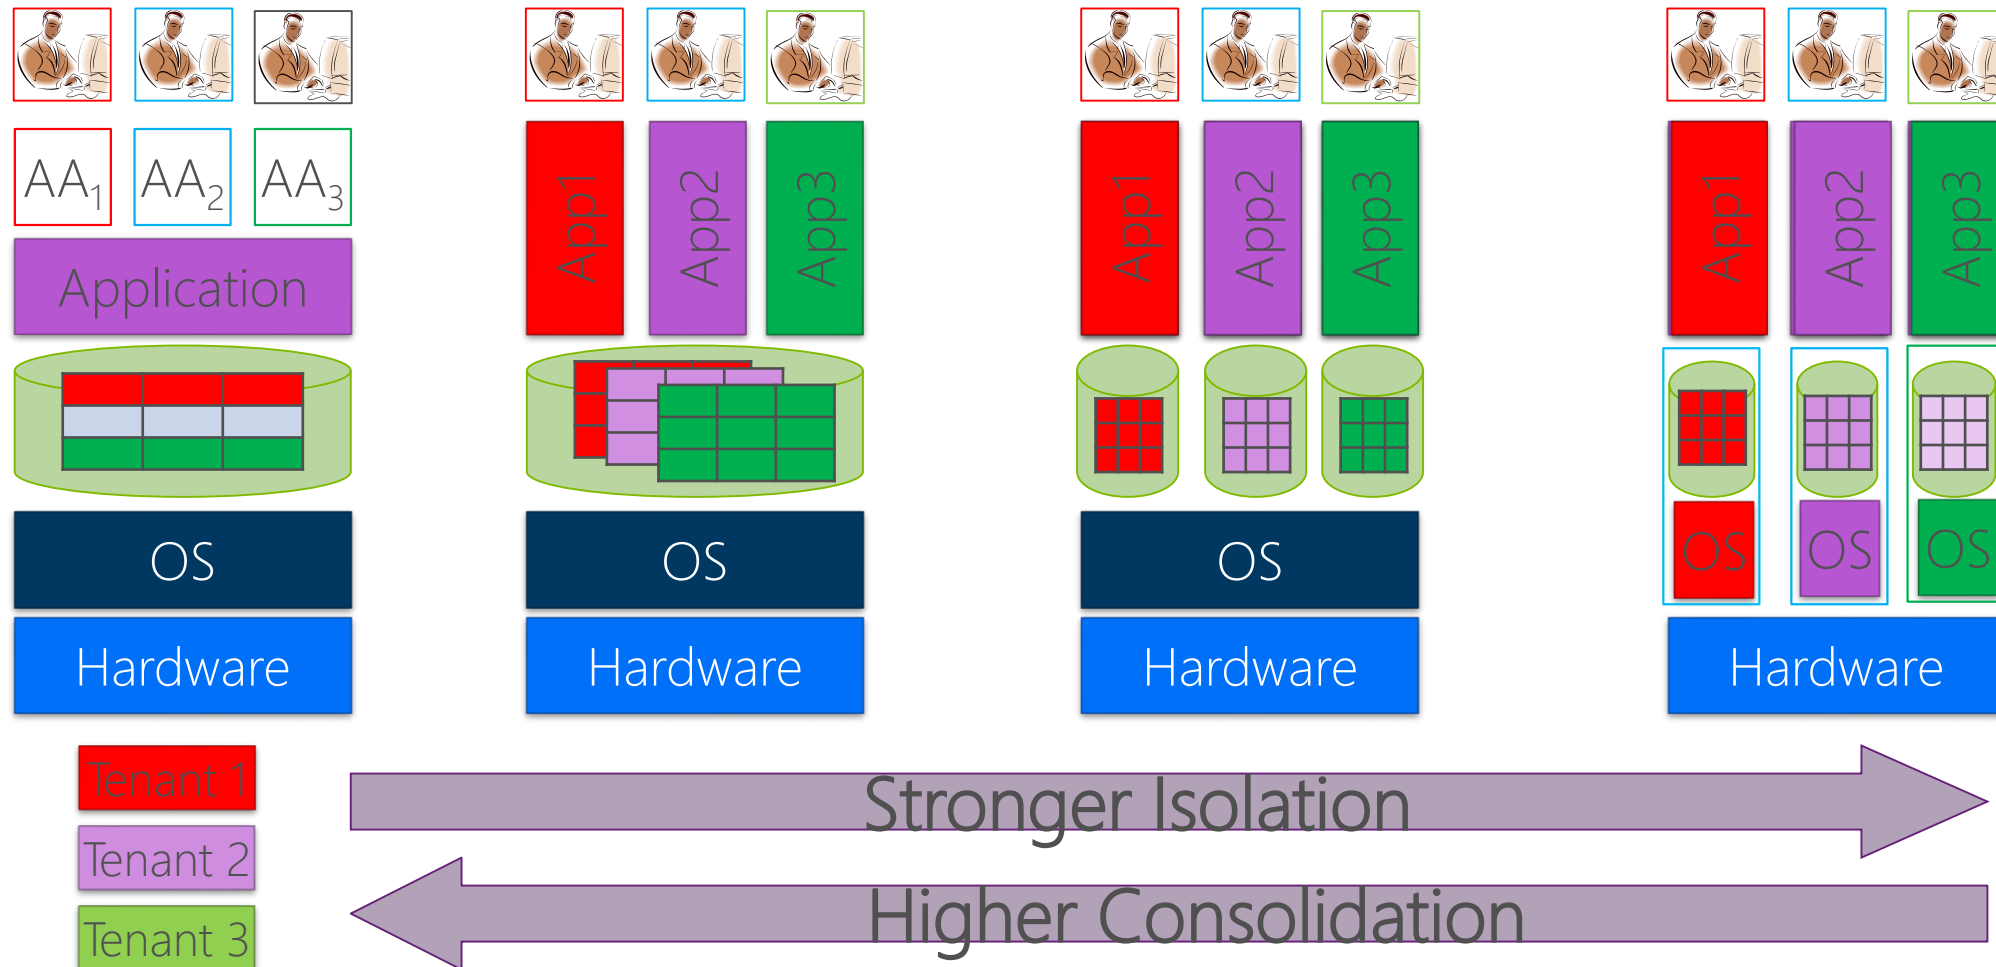 AA1 AA2 AA3
Application
App1 App2 App3
App1 App2 App3
App1 App2 App3
OS
OS
OS
OS OS OS
Hardware
Hardware
Hardware
Hardware
Tenant 1
Tenant 2
Tenant 3
Stronger Isolation
Higher Consolidation